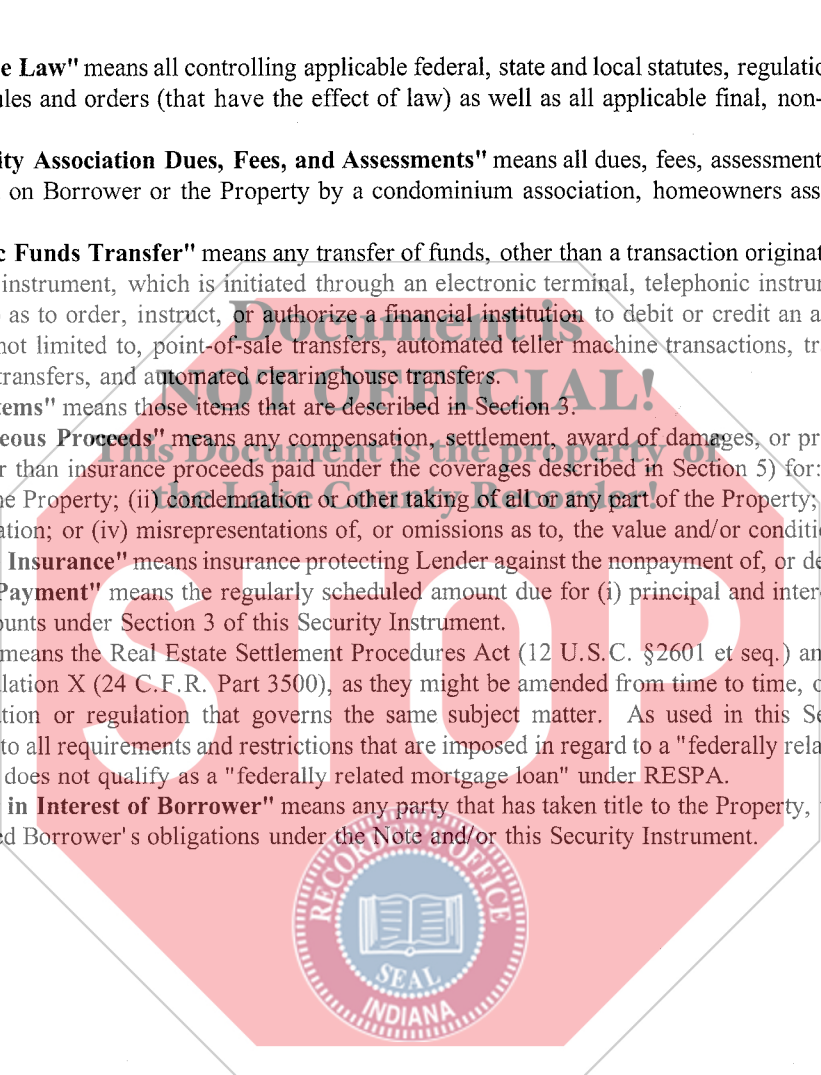 e Law" means all controlling applicable federal, state and local statutes, regulatio
les and orders (that have the effect of law) as well as all applicable final, non-
ity Association Dues, Fees, and Assessments" means all dues, fees, assessment
on Borrower or the Property by a condominium association, homeowners ass
c Funds Transfer" means any transfer of funds, other than a transaction originat
instrument, which is initiated through an electronic terminal, telephonic instru
as to order, instruct, or authorize a financial institution to debit or credit an a
not limited to, point-of-sale transfers, automated teller machine transactions, tr
transfers, and automated clearinghouse transfers.
tems" means those items that are described in Section 3.
eous Proceeds" means any compensation, settlement, award of damages, or pr
r than insurance proceeds paid under the coverages described in Section 5) for:
e Property; (ii) condemnation or other taking of all or any part of the Property;
ation; or (iv) misrepresentations of, or omissions as to, the value and/or conditi
Insurance" means insurance protecting Lender against the nonpayment of, or de
Payment" means the regularly scheduled amount due for (i) principal and inter
unts under Section 3 of this Security Instrument.
means the Real Estate Settlement Procedures Act (12 U.S.C. §2601 et seq.) an
lation X (24 C.F.R. Part 3500), as they might be amended from time to time, o
tion or regulation that governs the same subject matter. As used in this Se
to all requirements and restrictions that are imposed in regard to a "federally rela
does not qualify as a "federally related mortgage loan" under RESPA.
in Interest of Borrower" means any party that has taken title to the Property,
ed Borrower's obligations under the Note and/or this Security Instrument.
Document is
NOT OFFICIAL!
This Document is the property of
the Lake County Recorder!
STOP
RECORDER'S OFFICE
SEAL
INDIANA